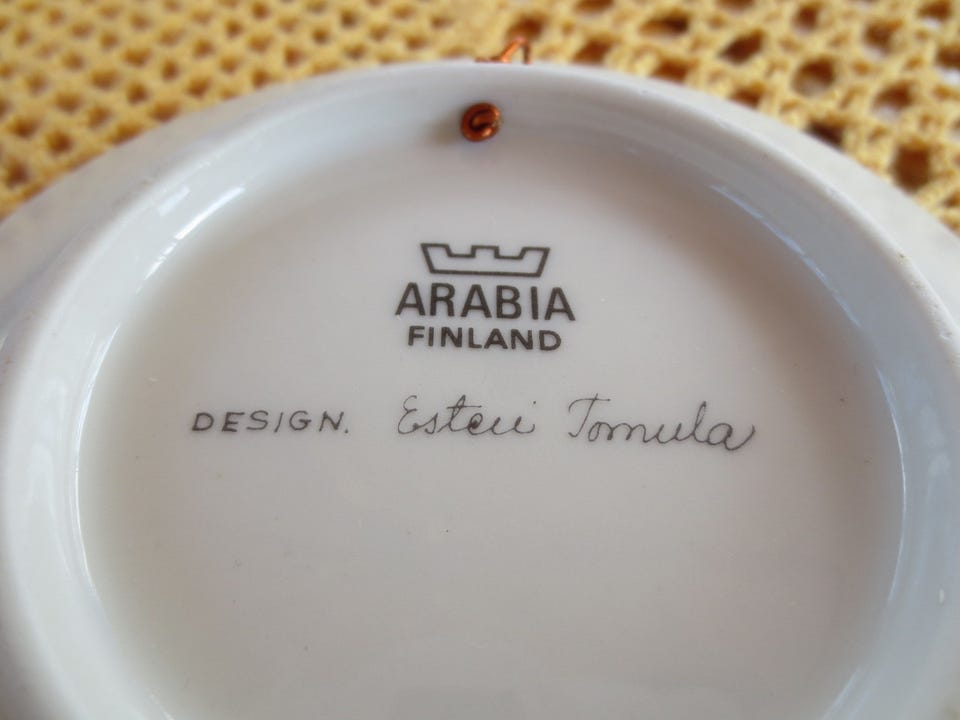 ARABIA
FINLAND
DESIGN. Esteri Tomula